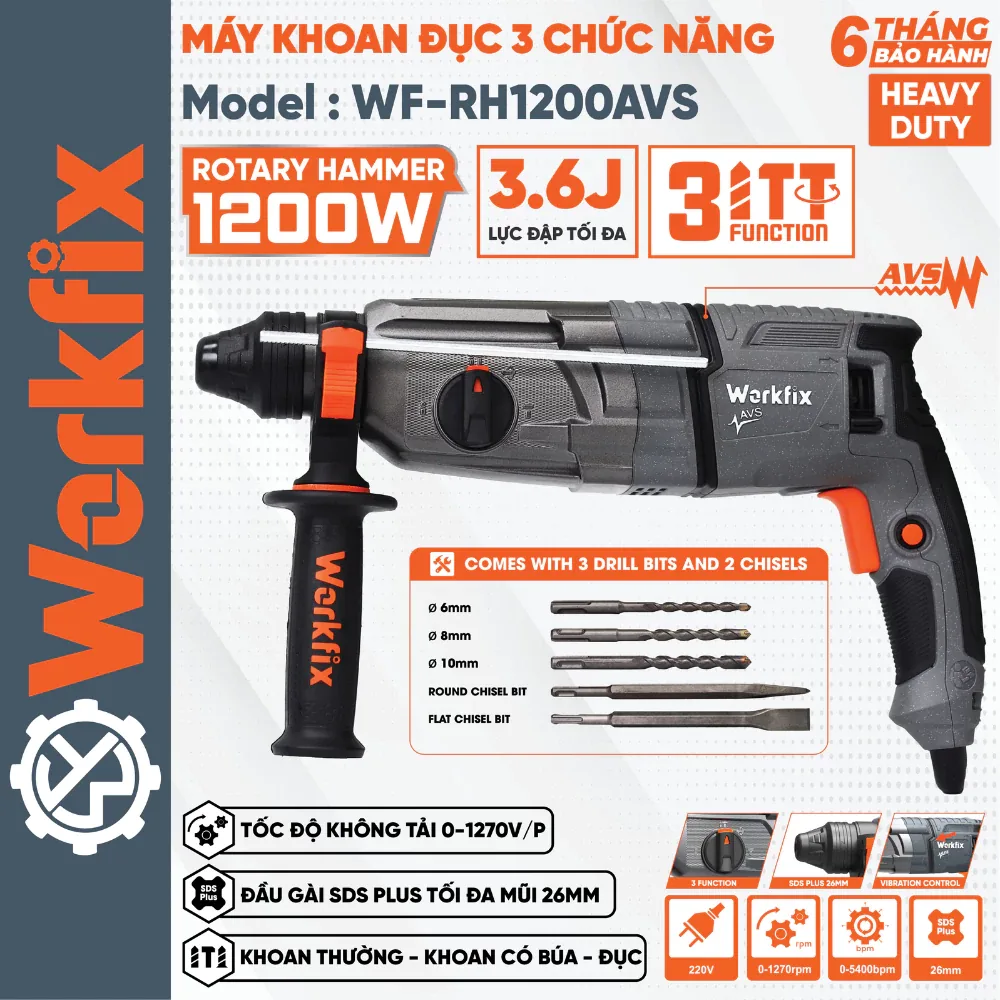 Workfix
MÁY KHOAN ĐỤC 3 CHỨC NĂNG
Model : WF-RH1200AVS
6 THÁNG
BẢO HÀNH
HEAVY
DUTY
ROTARY HAMMER
1200W
3.6J
LỰC ĐẬP TỐI ĐA
3
FUNCTION
AVS
Workfix
AVS
Workfix
COMES WITH 3 DRILL BITS AND 2 CHISELS
Ø 6mm
Ø 8mm
Ø 10mm
ROUND CHISEL BIT
FLAT CHISEL BIT
TỐC ĐỘ KHÔNG TẢI 0-1270V/P
SDS
Plus
ĐẦU GÀI SDS PLUS TỐI ĐA MŨI 26MM
KHOAN THƯỜNG - KHOAN CÓ BÚA - ĐỤC
Workfix
3 FUNCTION
SDS PLUS 26MM
VIBRATION CONTROL
rpm
bpm
SDS
Plus
220V
0-1270rpm
0-5400bpm
26mm